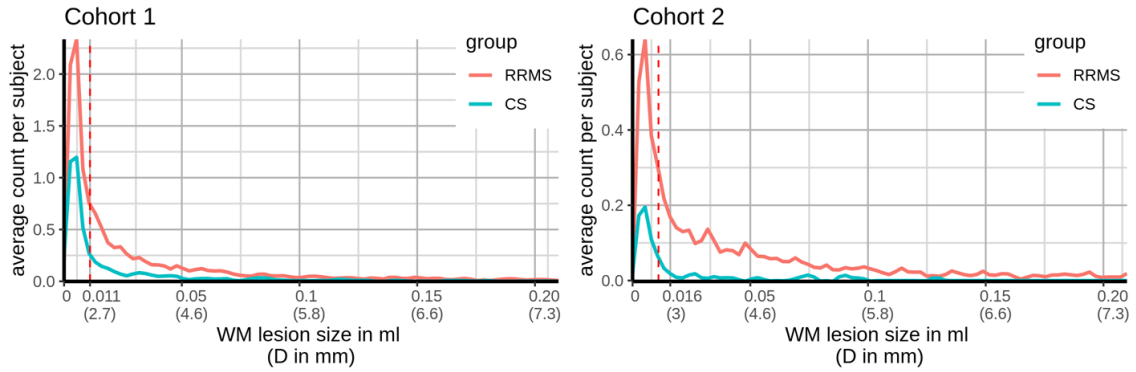 Cohort 1
average count per subject
2.0
1.5
1.0
0.5
0.0
group
RRMS
CS
0 0.011 0.05 0.1 0.15 0.20
(2.7) (4.6) (5.8) (6.6) (7.3)
WM lesion size in ml
(D in mm)
Cohort 2
average count per subject
0.6
0.4
0.2
0.0
group
RRMS
CS
0 0.016 0.05 0.1 0.15 0.20
(3) (4.6) (5.8) (6.6) (7.3)
WM lesion size in ml
(D in mm)